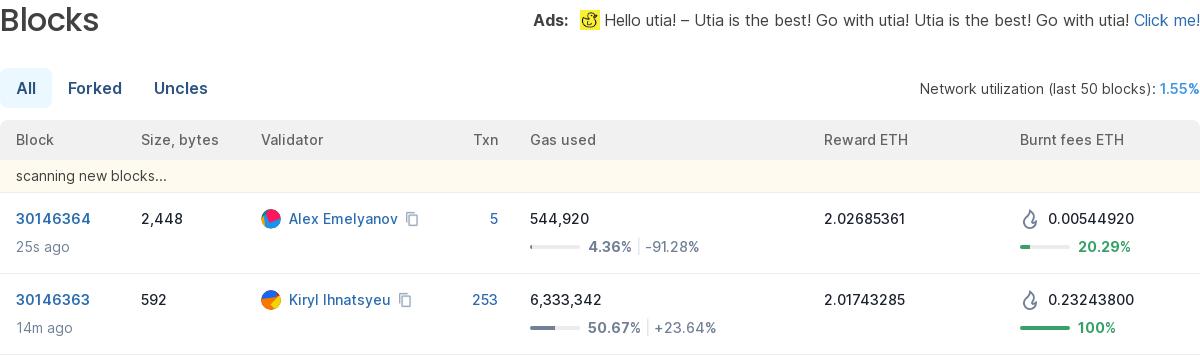 Blocks
Ads: Hello utia! – Utia is the best! Go with utia! Utia is the best! Go with utia! Click me!
All Forked Uncles Network utilization (last 50 blocks): 1.55%
Block Size, bytes Validator Txn Gas used Reward ETH Burnt fees ETH
scanning new blocks...
30146364 2,448 Alex Emelyanov 5 544,920 2.02685361 0.00544920
25s ago 4.36% -91.28% 20.29%
30146363 592 Kiryl Ihnatsyeu 253 6,333,342 2.01743285 0.23243800
14m ago 50.67% +23.64% 100%